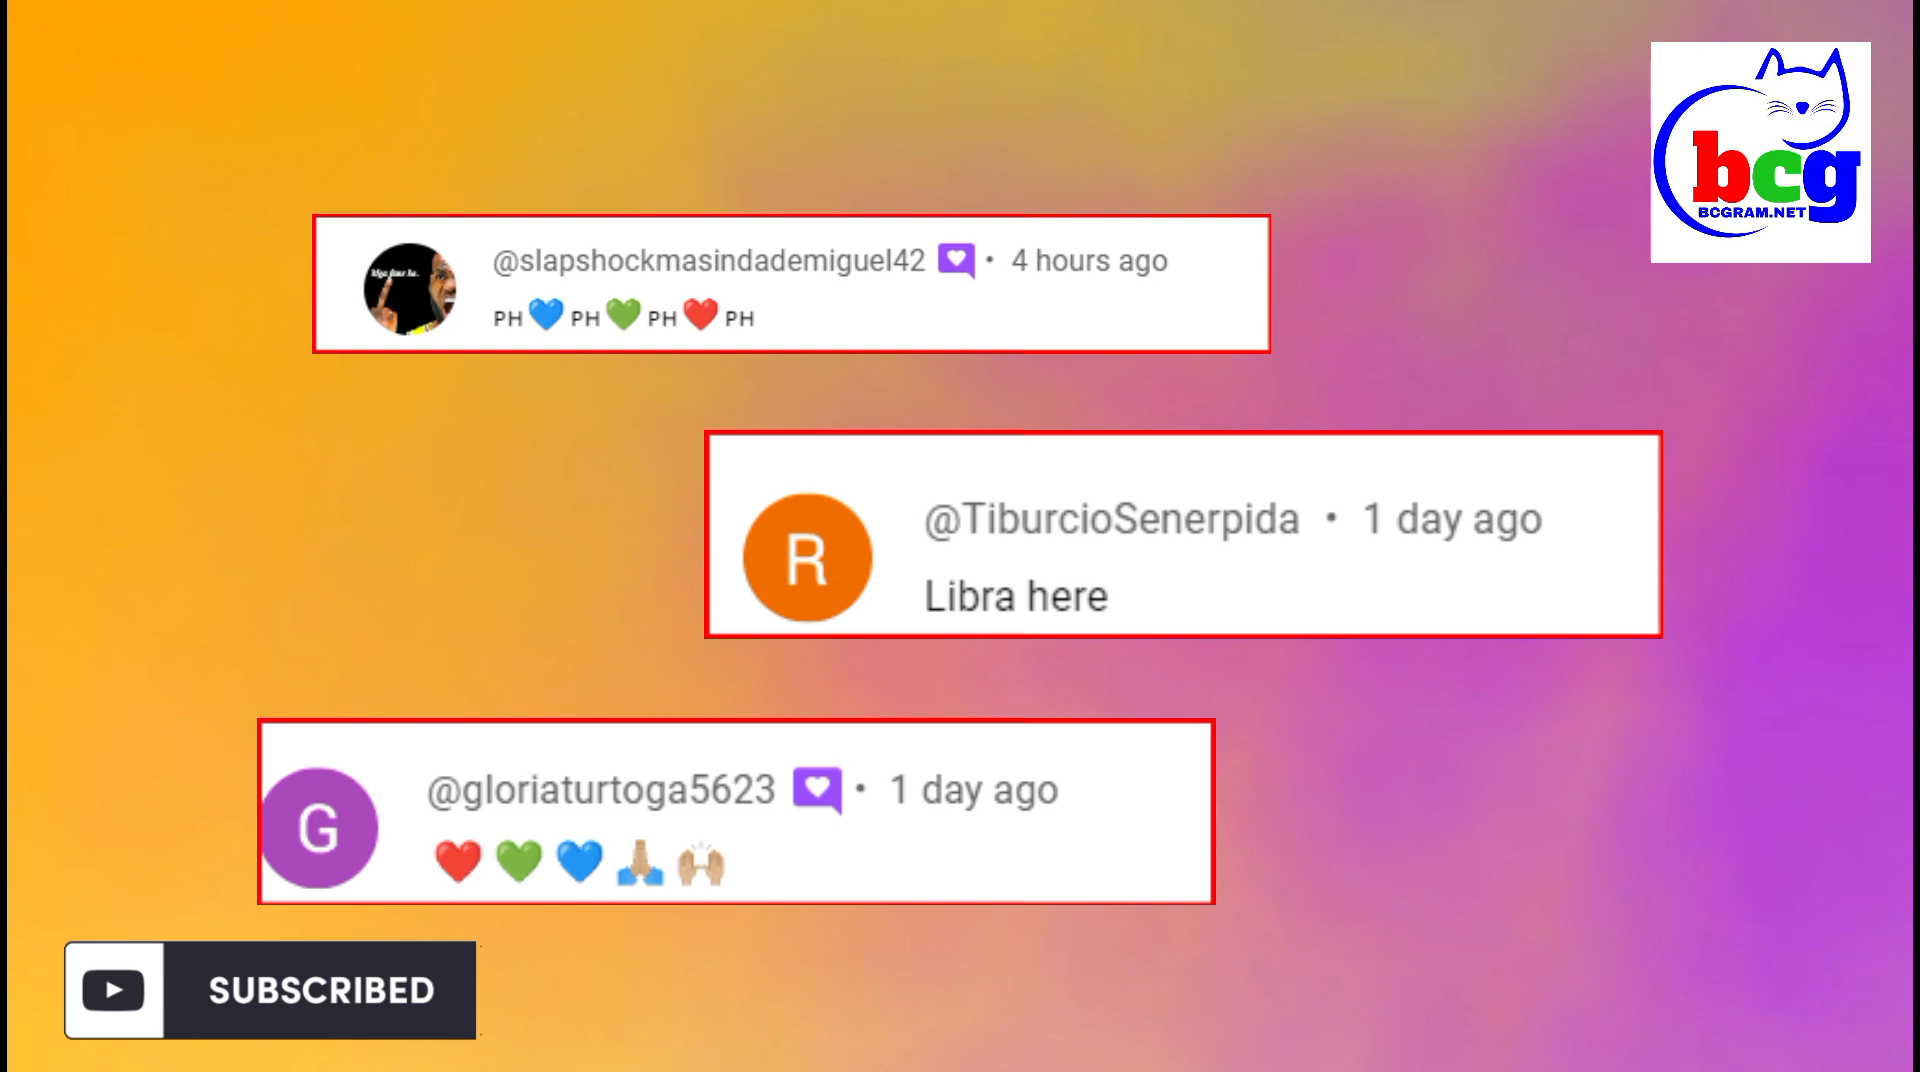 bcg
BCGRAM.NET
@slapshockmasindademiguel42 • 4 hours ago
PH💙 PH💚 PH❤️ PH
@TiburcioSenerpida • 1 day ago
R
Libra here
@gloriaturtoga5623 • 1 day ago
G
❤️💚💙🙏🏼🙌🏼
SUBSCRIBED